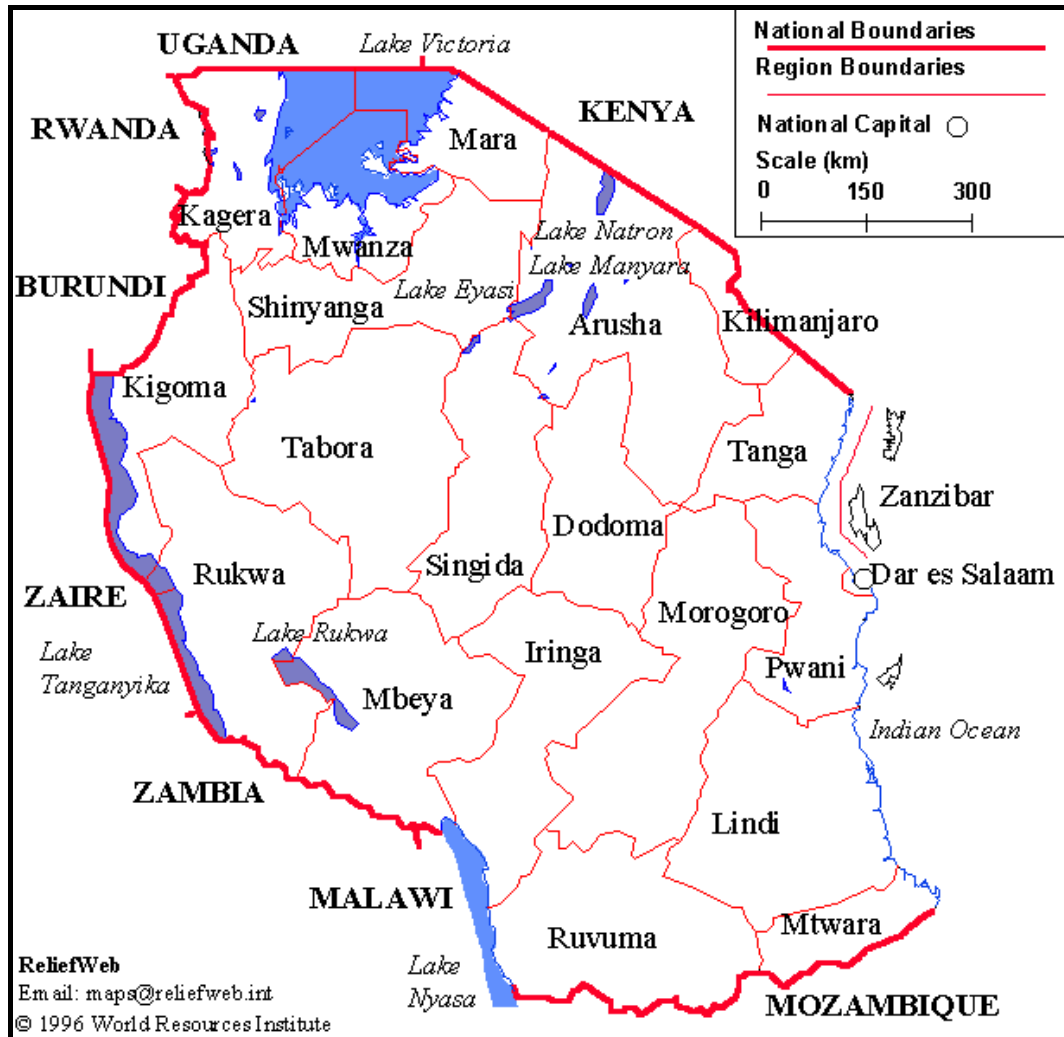 UGANDA
Lake Victoria
National Boundaries
Region Boundaries
RWANDA
KENYA
National Capital
Mara
Scale (km)
0 150 300
Kagera
Mwanza
Lake Natron
BURUNDI
Lake Manyara
Lake Eyasi
Shinyanga
Arusha
Kilimanjaro
Kigoma
Tabora
Tanga
Zanzibar
Dodoma
Singida
Rukwa
Dar es Salaam
ZAIRE
Morogoro
Lake Rukwa
Iringa
Lake
Tanganyika
Pwani
Mbeya
Indian Ocean
ZAMBIA
Lindi
MALAWI
Mtwara
Ruvuma
ReliefWeb
Lake
Nyasa
Email: maps@reliefweb.int
MOZAMBIQUE
© 1996 World Resources Institute